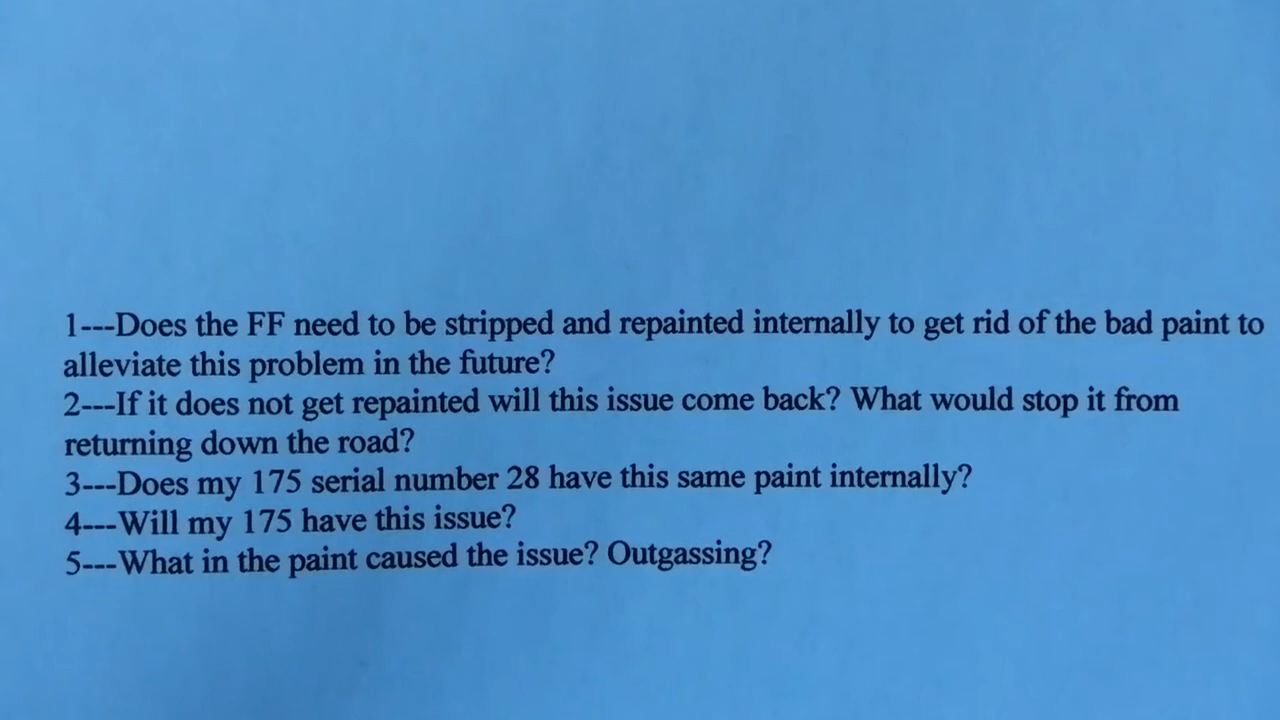 1---Does the FF need to be stripped and repainted internally to get rid of the bad paint to
alleviate this problem in the future?
2---If it does not get repainted will this issue come back? What would stop it from
returning down the road?
3---Does my 175 serial number 28 have this same paint internally?
4---Will my 175 have this issue?
5---What in the paint caused the issue? Outgassing?